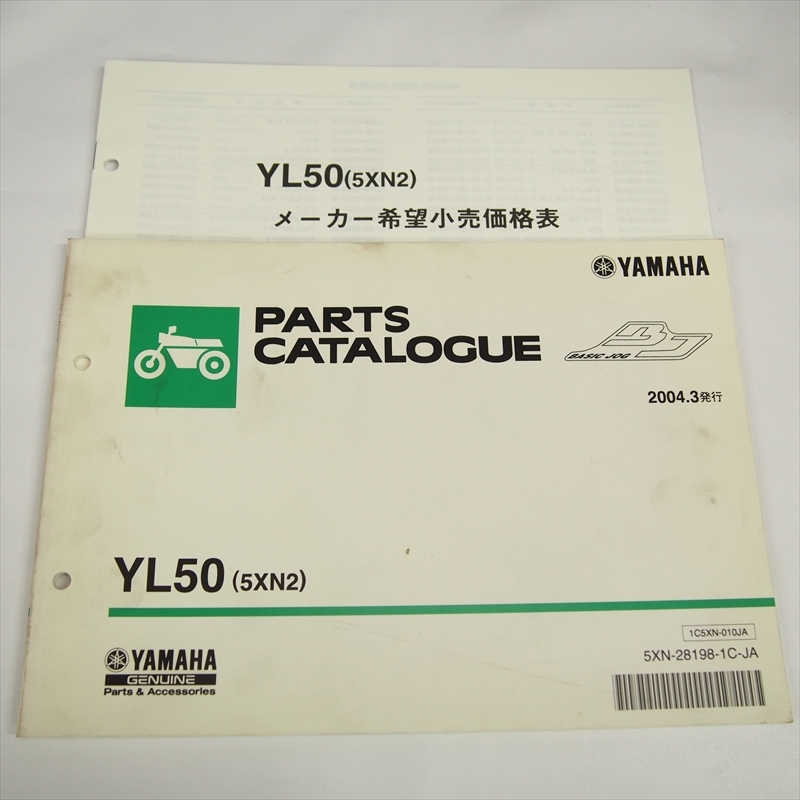 YL50(5XN2)
メーカー希望小売価格表
YAMAHA
PARTS
CATALOGUE
BJ
BASIC JOG
2004.3発行
YL50 (5XN2)
1C5XN-010JA
5XN-28198-1C-JA
YAMAHA
GENUINE
Parts & Accessories